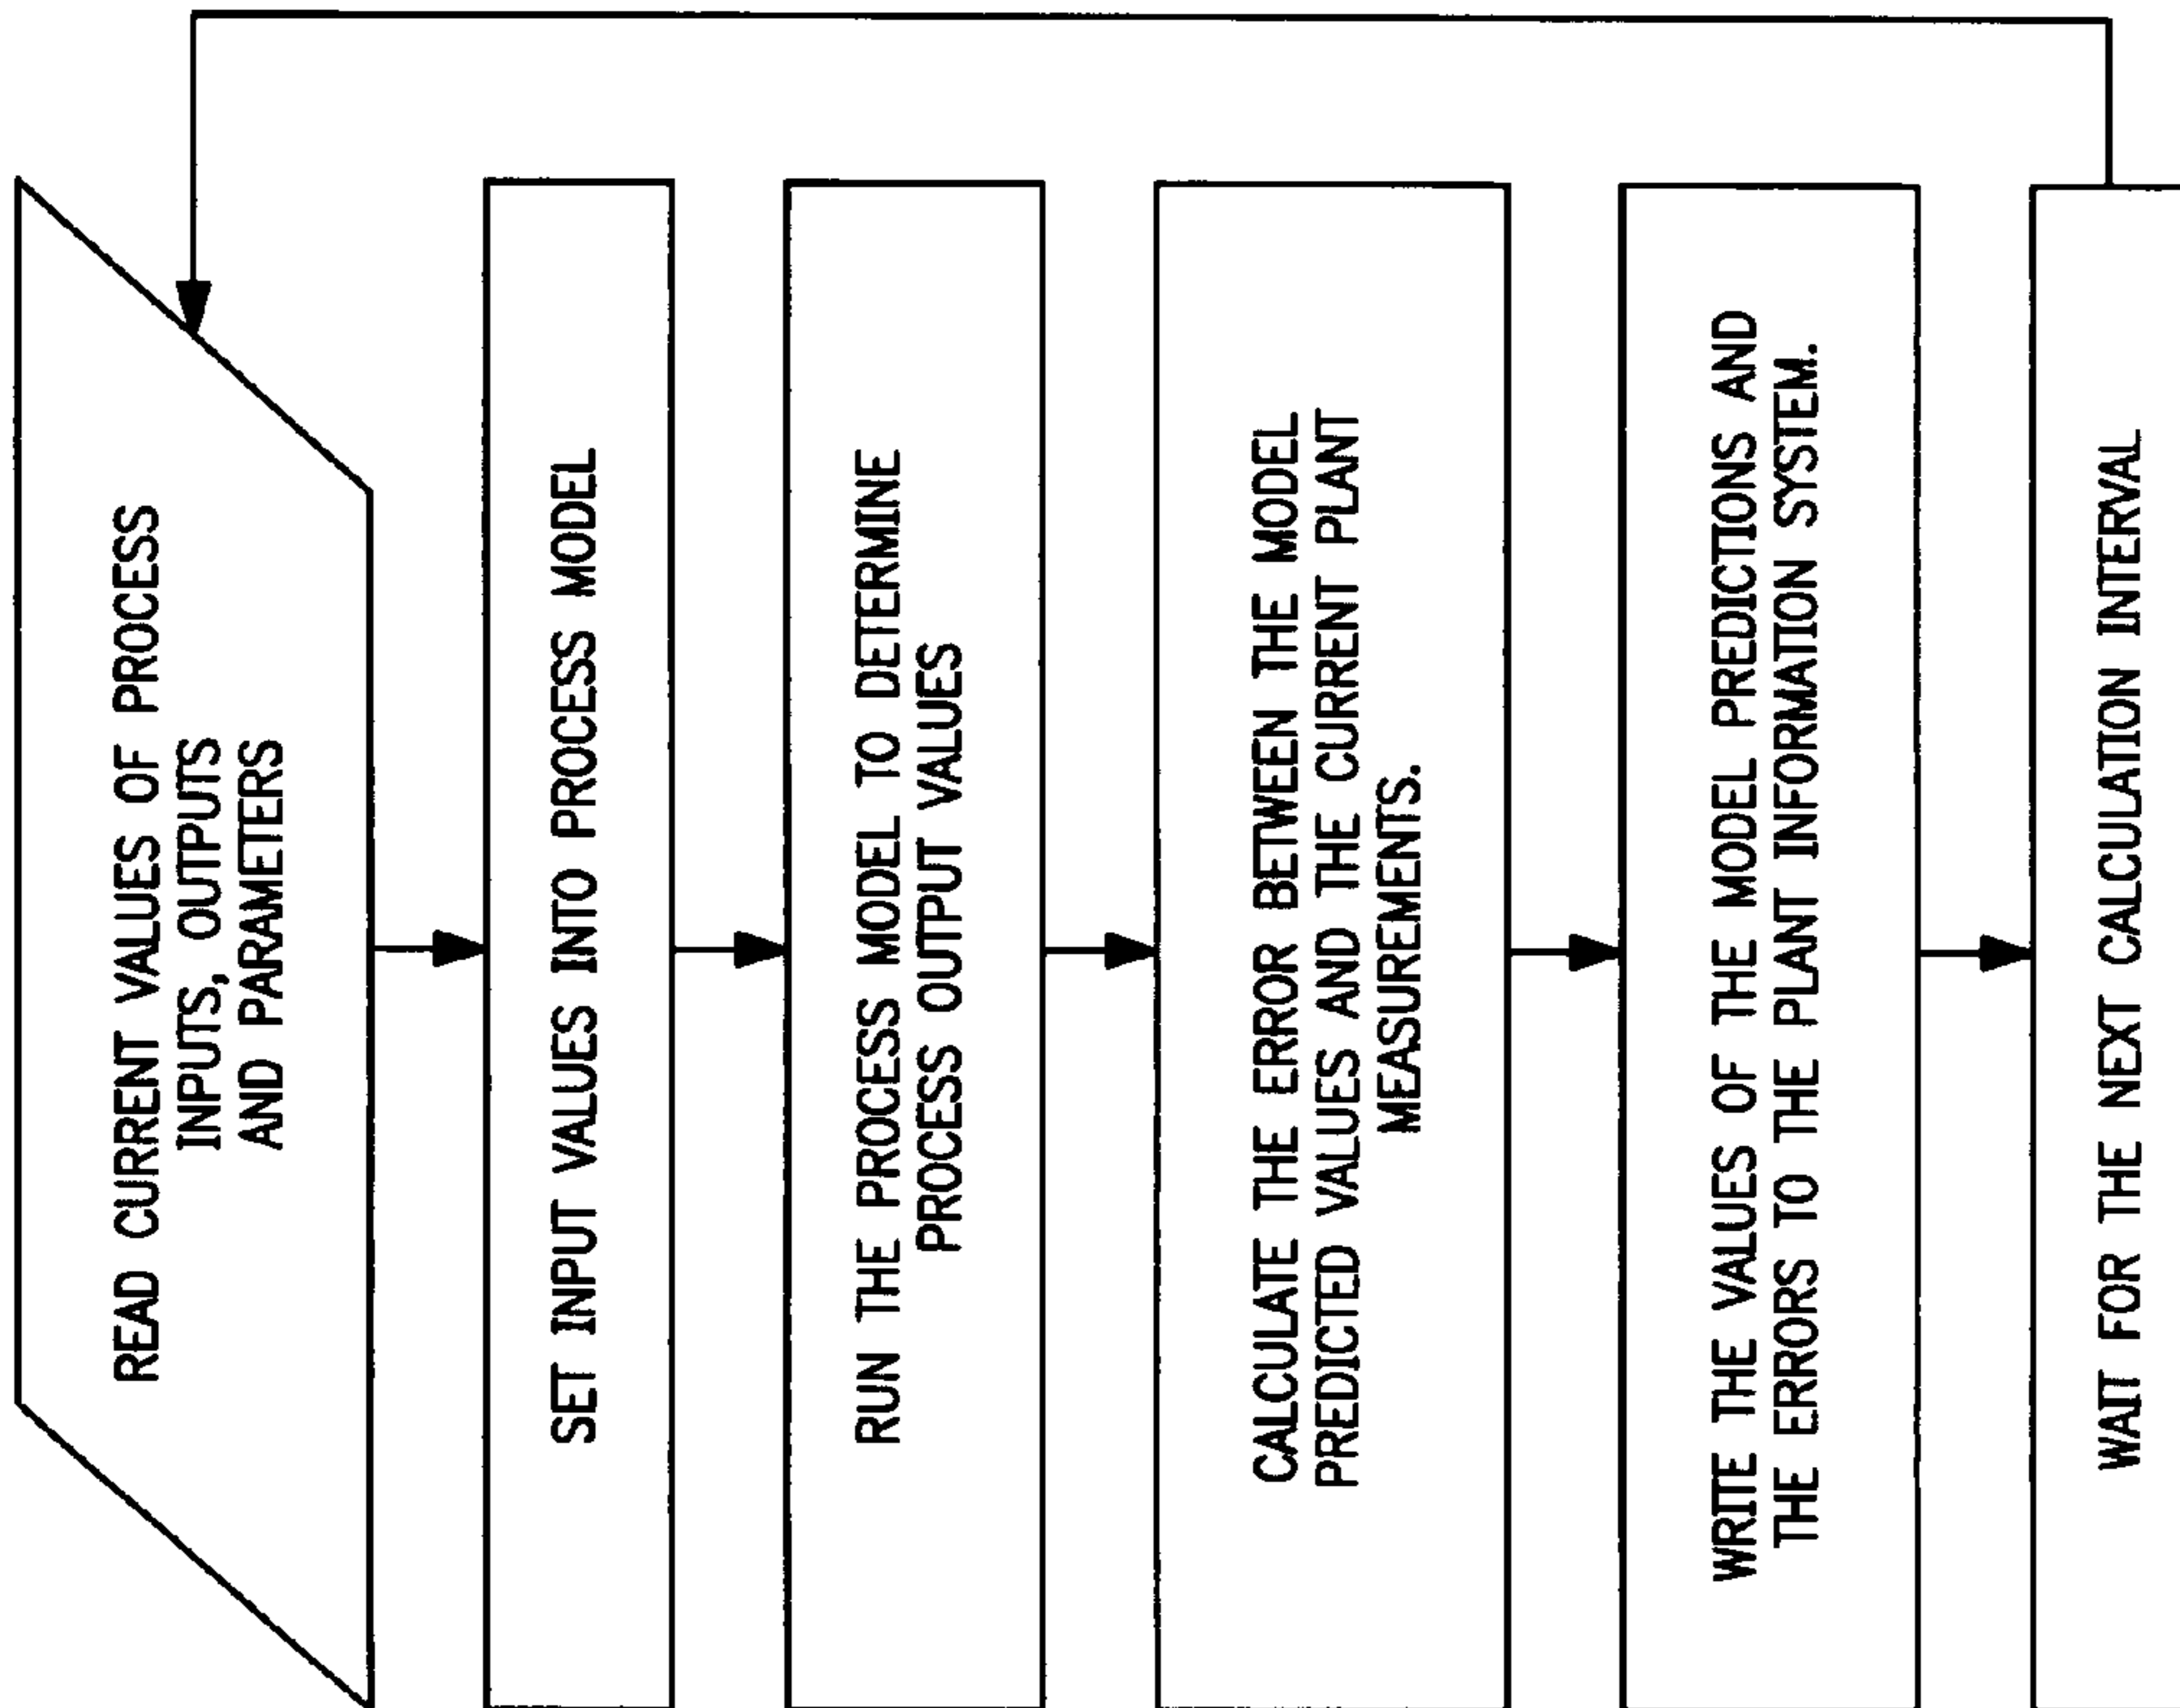 READ CURRENT VALUES OF PROCESS
INPUTS, OUTPUTS
AND PARAMETERS
SET INPUT VALUES INTO PROCESS MODEL
RUN THE PROCESS MODEL TO DETERMINE
PROCESS OUTPUT VALUES
CALCULATE THE ERROR BETWEEN THE MODEL
PREDICTED VALUES AND THE CURRENT PLANT
MEASUREMENTS.
WRITE THE VALUES OF THE MODEL PREDICTIONS AND
THE ERRORS TO THE PLANT INFORMATION SYSTEM.
WAIT FOR THE NEXT CALCULATION INTERVAL